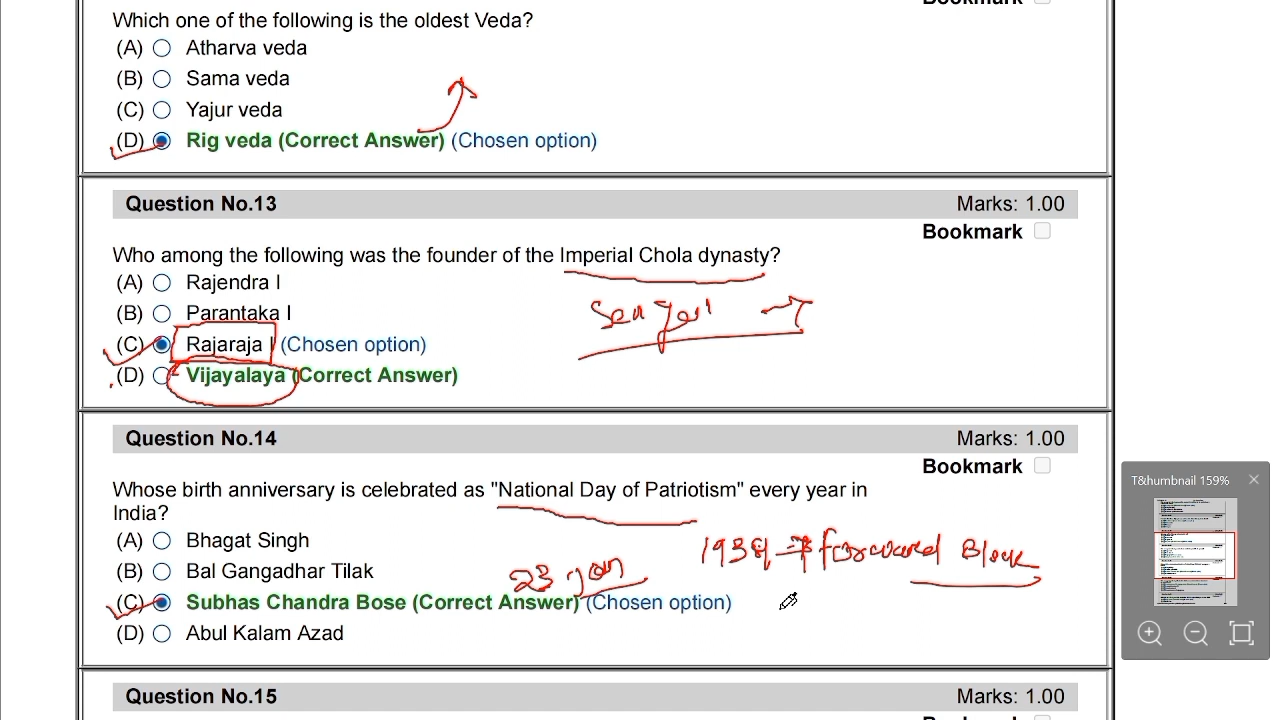 Bookmark
Which one of the following is the oldest Veda?
(A) Atharva veda
(B) Sama veda
(C) Yajur veda
(D) Rig veda (Correct Answer) (Chosen option)
Question No.13 Marks: 1.00
Bookmark
Who among the following was the founder of the Imperial Chola dynasty?
(A) Rajendra I
(B) Parantaka I
(C) Rajaraja I (Chosen option)
(D) Vijayalaya (Correct Answer)
Question No.14 Marks: 1.00
Bookmark
Whose birth anniversary is celebrated as "National Day of Patriotism" every year in
India?
(A) Bhagat Singh
(B) Bal Gangadhar Tilak
23 Jan
forward Block
(C) Subhas Chandra Bose (Correct Answer) (Chosen option)
(D) Abul Kalam Azad
Question No.15 Marks: 1.00
T&humbnail 159%